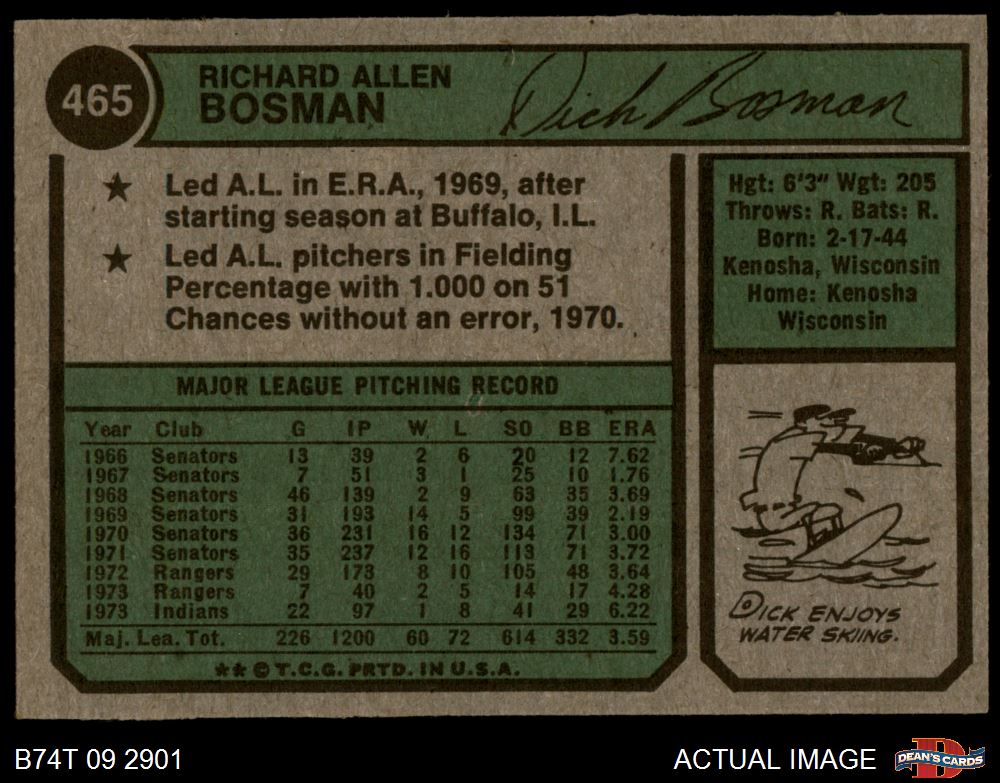 465
RICHARD ALLEN
BOSMAN
Dick Bosman
★ Led A.L. in E.R.A., 1969, after
starting season at Buffalo, I.L.
★ Led A.L. pitchers in Fielding
Percentage with 1.000 on 51
Chances without an error, 1970.
Hgt: 6'3" Wgt: 205
Throws: R. Bats: R.
Born: 2-17-44
Kenosha, Wisconsin
Home: Kenosha
Wisconsin
MAJOR LEAGUE PITCHING RECORD
Year Club G IP W L SO BB ERA
1966 Senators 13 39 2 6 20 12 7.62
1967 Senators 7 51 3 1 25 10 1.76
1968 Senators 46 139 2 9 63 35 3.69
1969 Senators 31 193 14 5 99 39 2.19
1970 Senators 36 231 16 12 134 71 3.00
1971 Senators 35 237 12 16 113 71 3.72
1972 Rangers 29 173 8 10 105 48 3.64
1973 Rangers 7 40 2 5 14 17 4.28
1973 Indians 22 97 1 8 41 29 6.22
Maj. Lea. Tot. 226 1200 60 72 614 332 3.59
★★ © T.C.G. PRTD. IN U.S.A.
DICK ENJOYS
WATER SKIING.
B74T 09 2901
ACTUAL IMAGE
D
DEAN'S CARDS